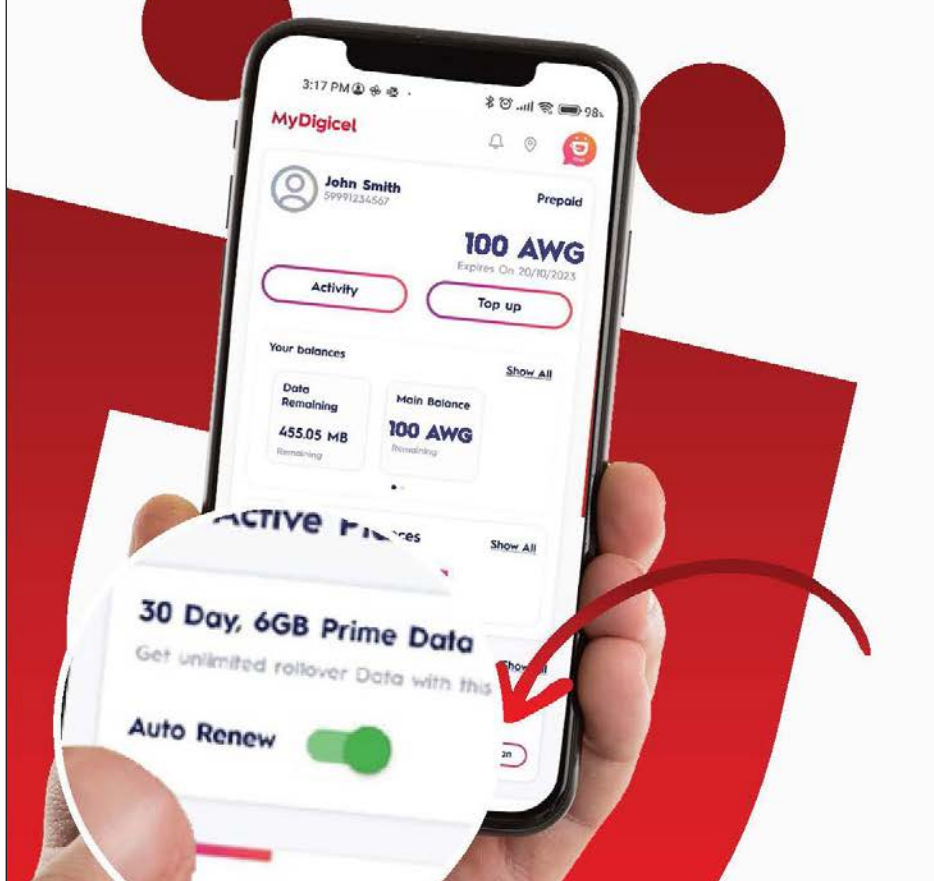 3:17 PM
98%
MyDigicel
John Smith
59991234567
Prepaid
100 AWG
Expires On 20/10/2023
Activity
Top up
Your balances
Show All
Data
Remaining
455.05 MB
Remaining
Main Balance
100 AWG
Remaining
Active
Show All
30 Day, 6GB Prime Data
Get unlimited rollover Data with this
Auto Renew